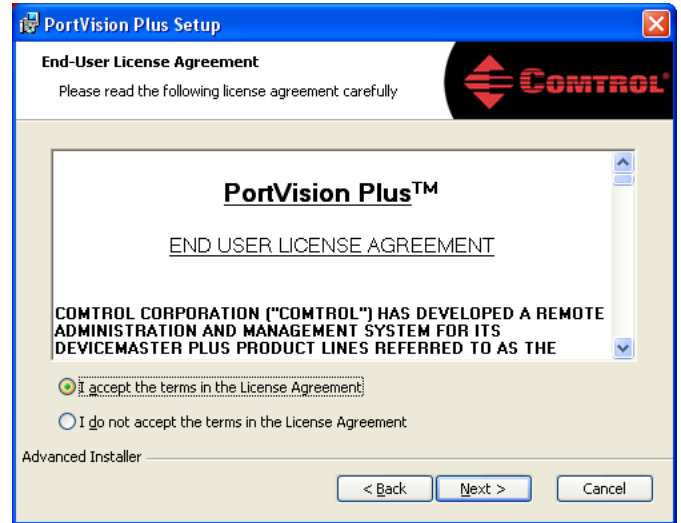 PortVision Plus Setup
End-User License Agreement
Please read the following license agreement carefully
COMTROL®
PortVision Plus™
END USER LICENSE AGREEMENT
COMTROL CORPORATION ("COMTROL") HAS DEVELOPED A REMOTE
ADMINISTRATION AND MANAGEMENT SYSTEM FOR ITS
DEVICEMASTER PLUS PRODUCT LINES REFERRED TO AS THE
I accept the terms in the License Agreement
I do not accept the terms in the License Agreement
Advanced Installer
< Back Next > Cancel